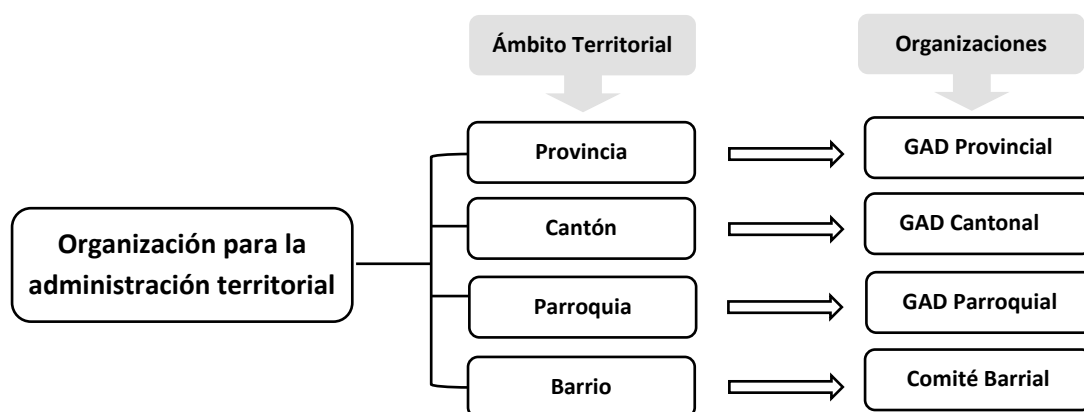 Ámbito Territorial
Organizaciones
Provincia
GAD Provincial
Cantón
GAD Cantonal
Organización para la
administración territorial
Parroquia
GAD Parroquial
Barrio
Comité Barrial